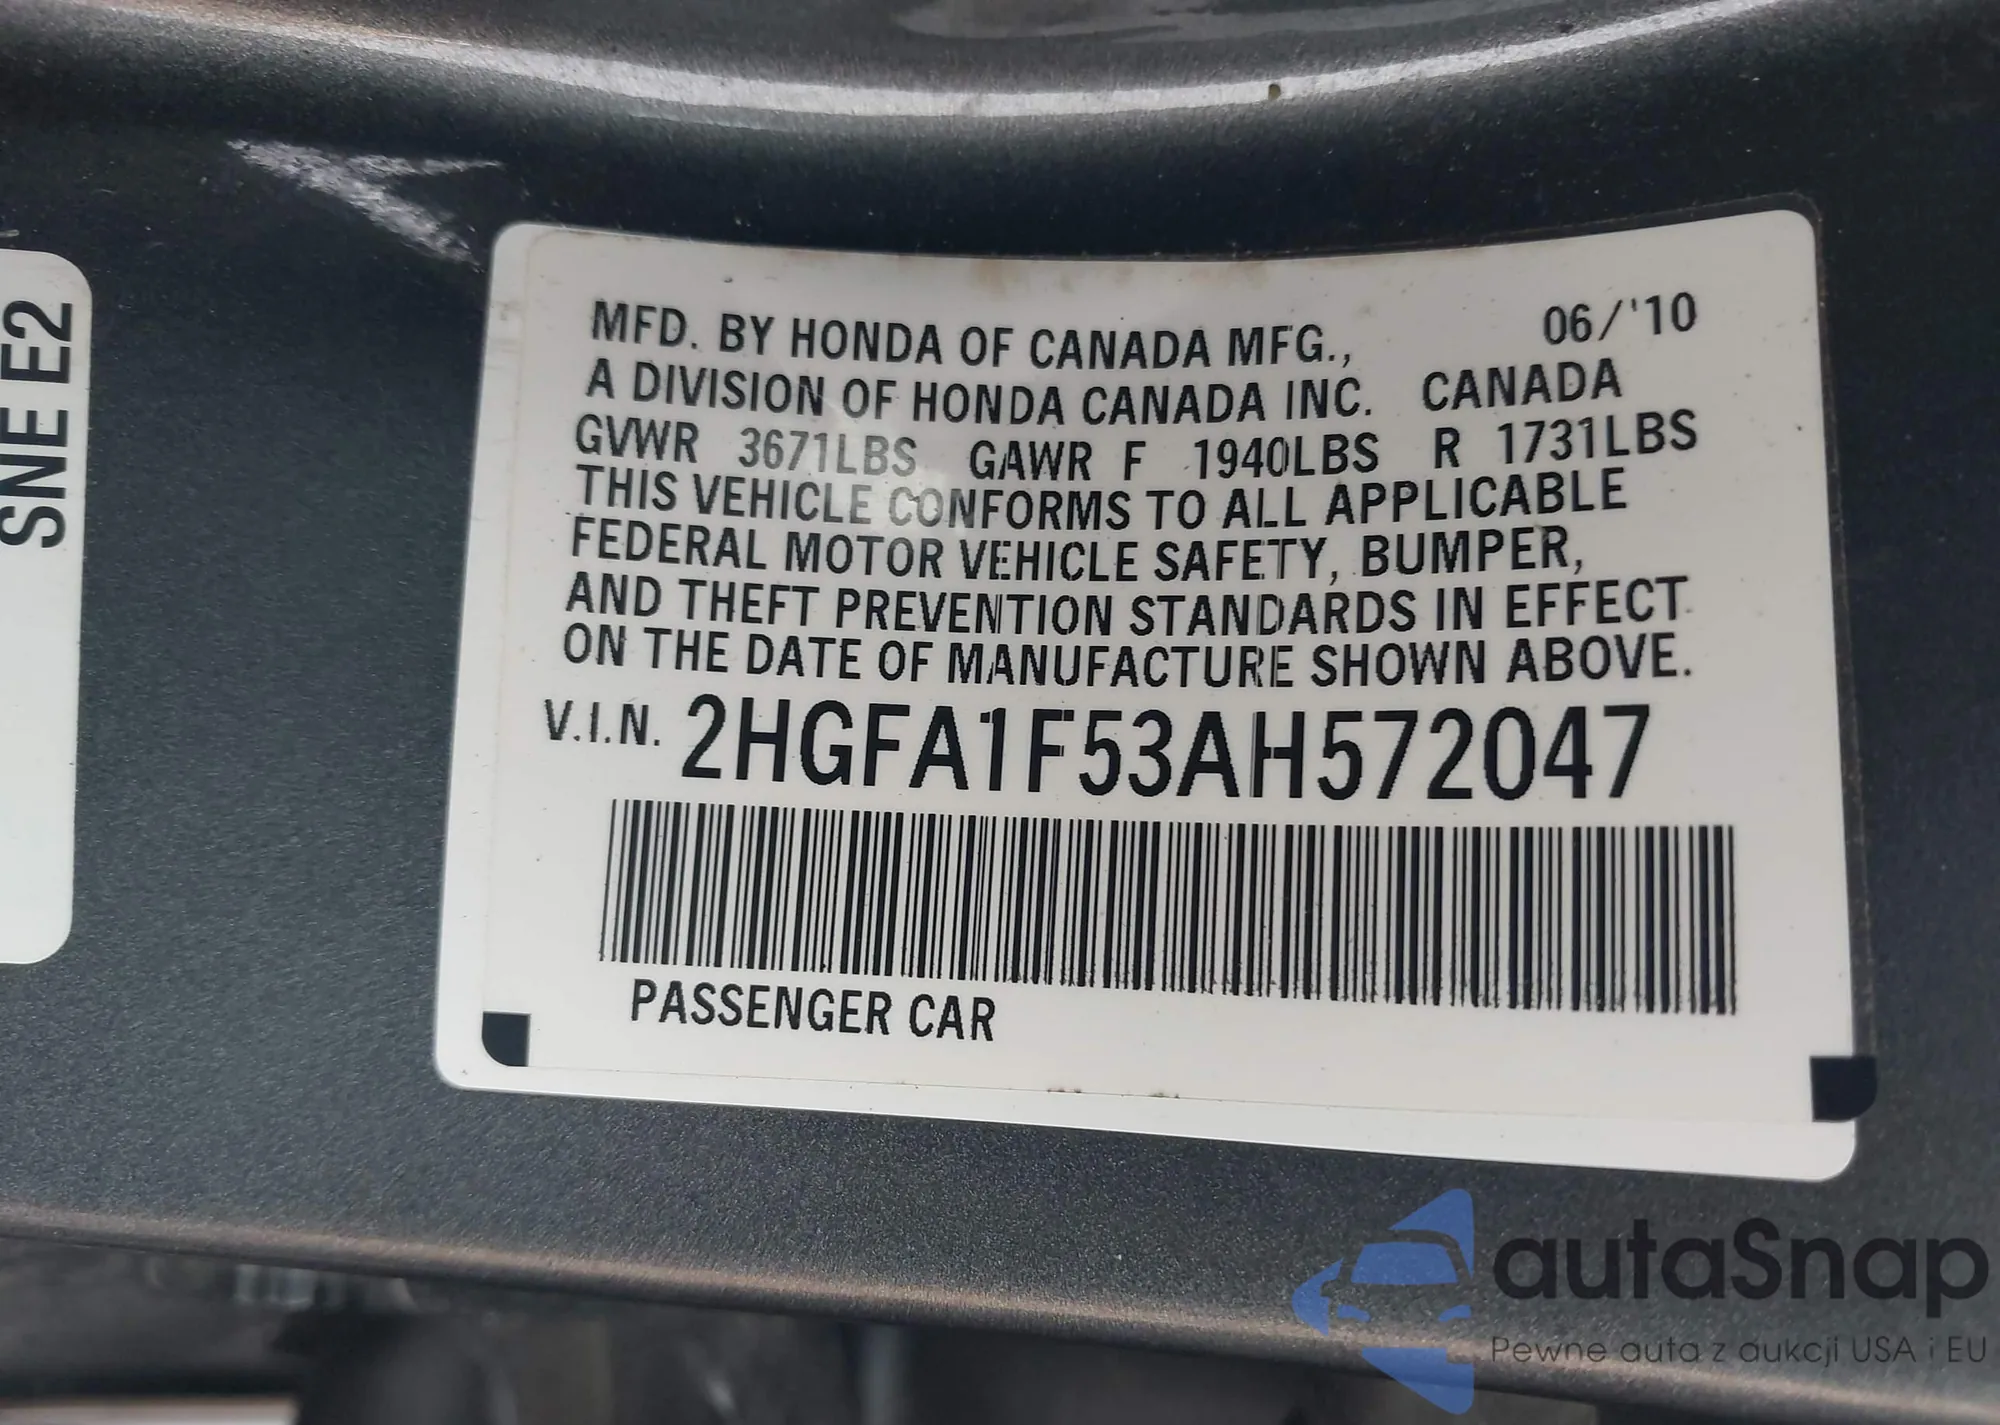 SNE E2
MFD. BY HONDA OF CANADA MFG., 06/'10
A DIVISION OF HONDA CANADA INC. CANADA
GVWR 3671LBS GAWR F 1940LBS R 1731LBS
THIS VEHICLE CONFORMS TO ALL APPLICABLE
FEDERAL MOTOR VEHICLE SAFETY, BUMPER,
AND THEFT PREVENTION STANDARDS IN EFFECT
ON THE DATE OF MANUFACTURE SHOWN ABOVE.
V.I.N. 2HGFA1F53AH572047
PASSENGER CAR
autaSnap
Pewne auta z aukcji USA i EU